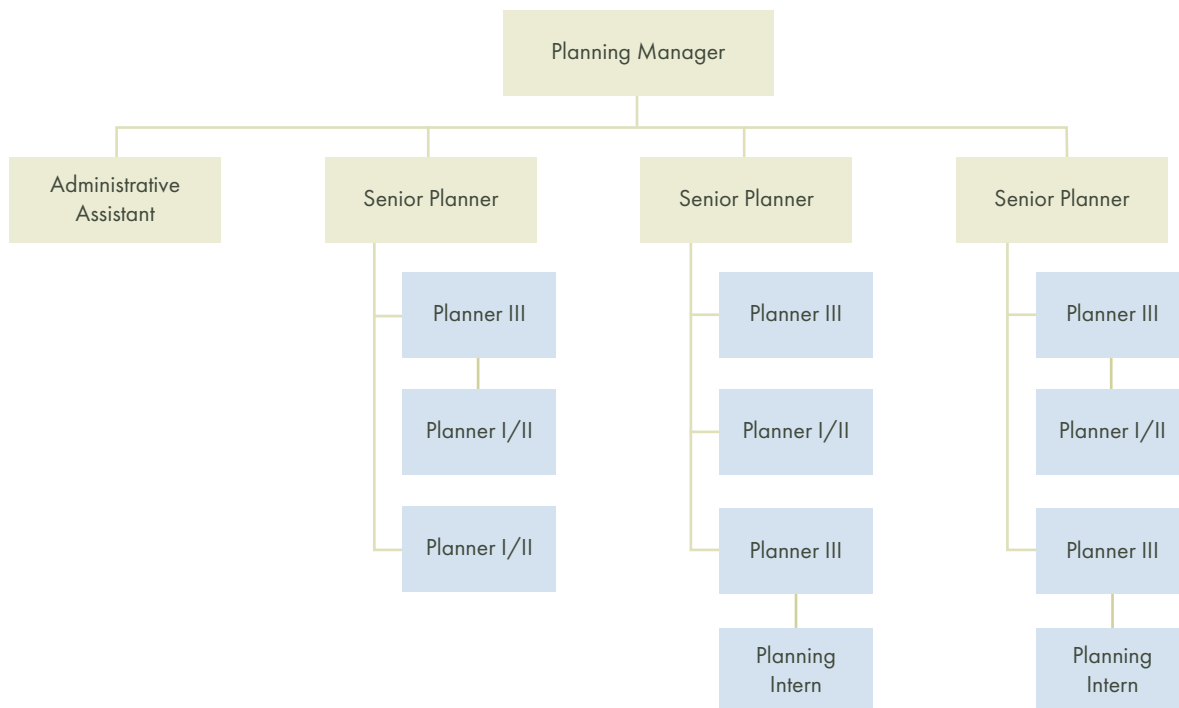 Planning Manager
Administrative
Assistant
Senior Planner
Senior Planner
Senior Planner
Planner III
Planner III
Planner III
Planner I/II
Planner I/II
Planner I/II
Planner I/II
Planner III
Planner III
Planning
Intern
Planning
Intern